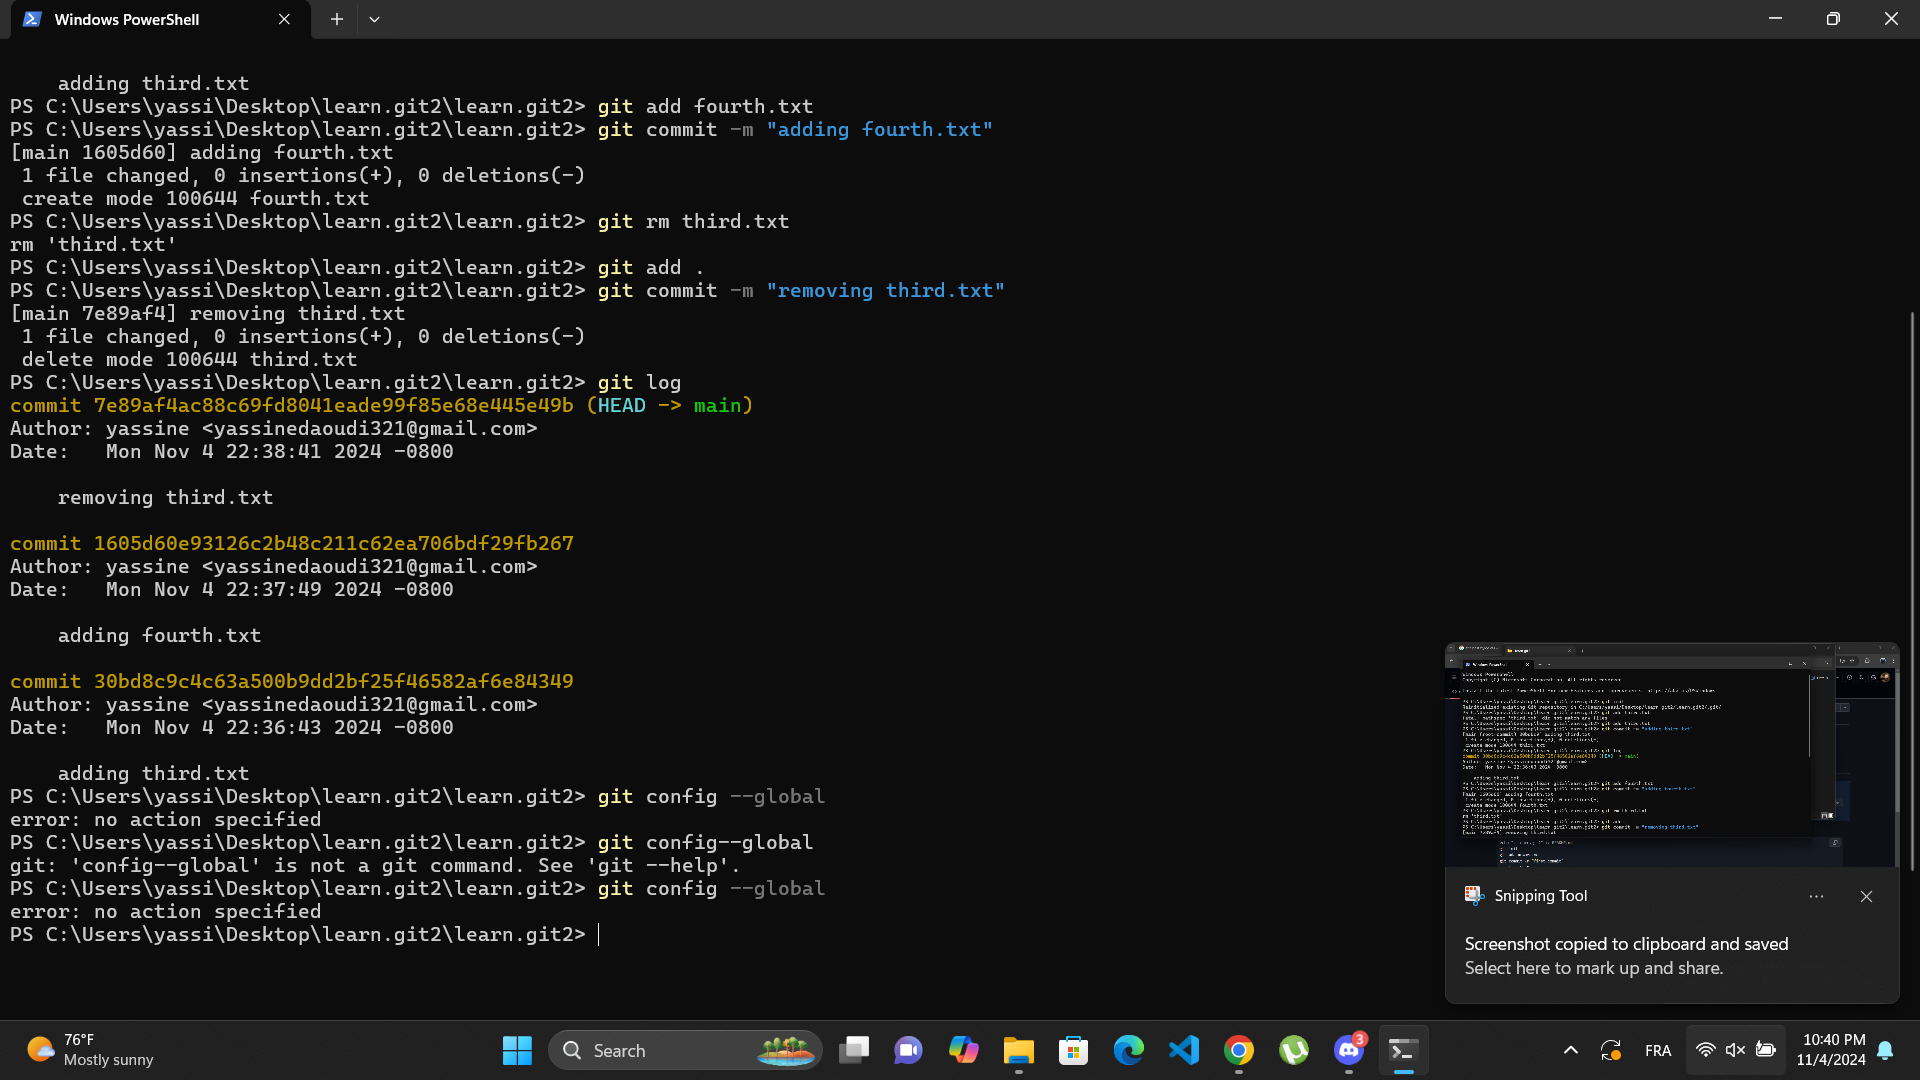 Windows PowerShell
adding third.txt
PS C:\Users\yassi\Desktop\learn.git2\learn.git2> git add fourth.txt
PS C:\Users\yassi\Desktop\learn.git2\learn.git2> git commit -m "adding fourth.txt"
[main 1605d60] adding fourth.txt
1 file changed, 0 insertions(+), 0 deletions(-)
create mode 100644 fourth.txt
PS C:\Users\yassi\Desktop\learn.git2\learn.git2> git rm third.txt
rm 'third.txt'
PS C:\Users\yassi\Desktop\learn.git2\learn.git2> git add .
PS C:\Users\yassi\Desktop\learn.git2\learn.git2> git commit -m "removing third.txt"
[main 7e89af4] removing third.txt
1 file changed, 0 insertions(+), 0 deletions(-)
delete mode 100644 third.txt
PS C:\Users\yassi\Desktop\learn.git2\learn.git2> git log
commit 7e89af4ac88c69fd8041eade99f85e68e445e49b (HEAD -> main)
Author: yassine <yassinedaoudi321@gmail.com>
Date:   Mon Nov 4 22:38:41 2024 -0800
removing third.txt
commit 1605d60e93126c2b48c211c62ea706bdf29fb267
Author: yassine <yassinedaoudi321@gmail.com>
Date:   Mon Nov 4 22:37:49 2024 -0800
adding fourth.txt
commit 30bd8c9c4c63a500b9dd2bf25f46582af6e84349
Author: yassine <yassinedaoudi321@gmail.com>
Date:   Mon Nov 4 22:36:43 2024 -0800
adding third.txt
PS C:\Users\yassi\Desktop\learn.git2\learn.git2> git config --global
error: no action specified
PS C:\Users\yassi\Desktop\learn.git2\learn.git2> git config--global
git: 'config--global' is not a git command. See 'git --help'.
PS C:\Users\yassi\Desktop\learn.git2\learn.git2> git config --global
error: no action specified
PS C:\Users\yassi\Desktop\learn.git2\learn.git2>
Snipping Tool
Screenshot copied to clipboard and saved
Select here to mark up and share.
76°F
Mostly sunny
Search
3
FRA
10:40 PM
11/4/2024